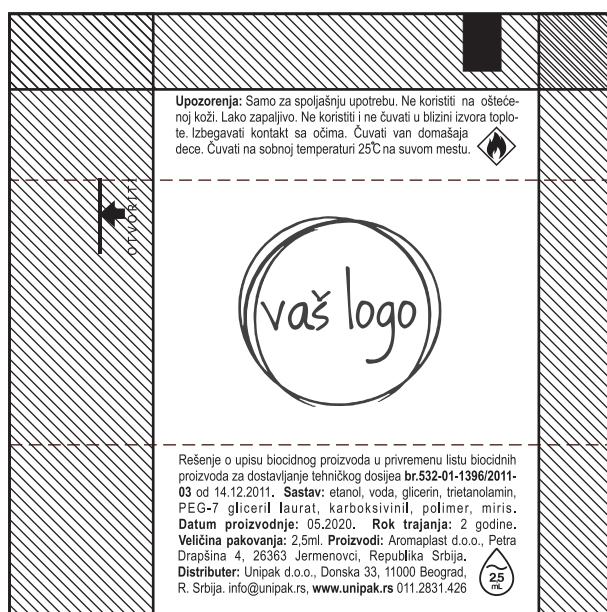 Upozorenja: Samo za spoljašnju upotrebu. Ne koristiti na ošteće-
noj koži. Lako zapaljivo. Ne koristiti i ne čuvati u blizini izvora toplo-
te. Izbegavati kontakt sa očima. Čuvati van domašaja
dece. Čuvati na sobnoj temperaturi 25°C na suvom mestu.
OTVORITI
vaš logo
Rešenje o upisu biocidnog proizvoda u privremenu listu biocidnih
proizvoda za dostavljanje tehničkog dosijea br.532-01-1396/2011-
03 od 14.12.2011. Sastav: etanol, voda, glicerin, trietanolamin,
PEG-7 gliceril laurat, karboksivinil, polimer, miris.
Datum proizvodnje: 05.2020. Rok trajanja: 2 godine.
Veličina pakovanja: 2,5ml. Proizvodi: Aromaplast d.o.o., Petra
Drapšina 4, 26363 Jermenovci, Republika Srbija.
Distributer: Unipak d.o.o., Donska 33, 11000 Beograd,
R. Srbija. info@unipak.rs, www.unipak.rs 011.2831.426
2,5
mL